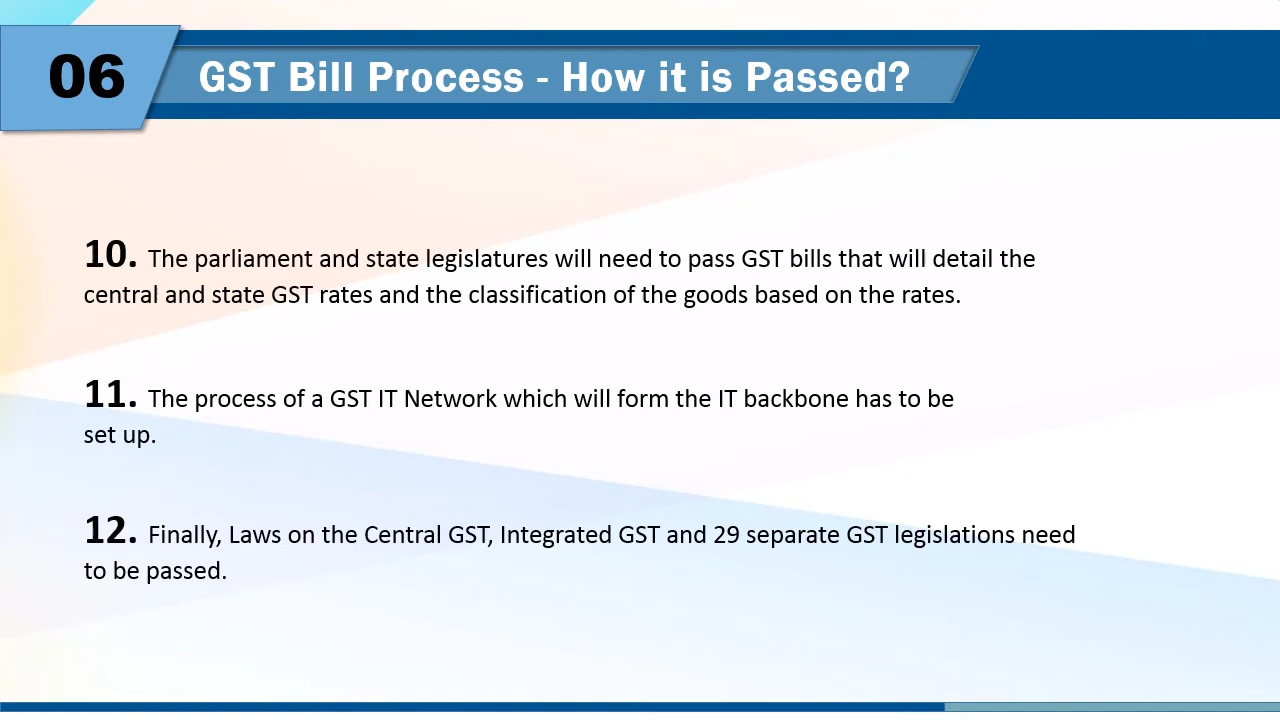 06
GST Bill Process - How it is Passed?
10. The parliament and state legislatures will need to pass GST bills that will detail the
central and state GST rates and the classification of the goods based on the rates.
11. The process of a GST IT Network which will form the IT backbone has to be
set up.
12. Finally, Laws on the Central GST, Integrated GST and 29 separate GST legislations need
to be passed.